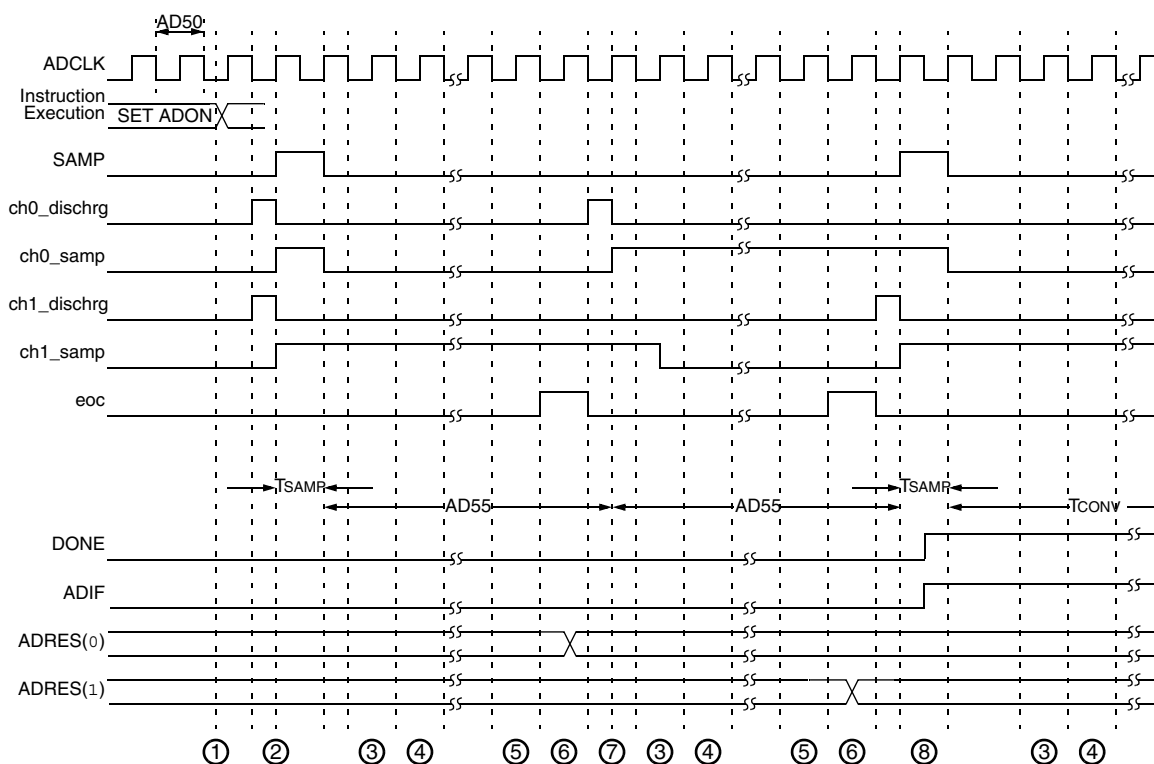 AD50
ADCLK
Instruction
Execution
SET ADON
SAMP
ch0_dischrg
ch0_samp
ch1_dischrg
ch1_samp
eoc
TSAMP TSAMP
AD55 AD55 TCONV
DONE
ADIF
ADRES(0)
ADRES(1)
① ② ③ ④ ⑤ ⑥ ⑦ ③ ④ ⑤ ⑥ ⑧ ③ ④